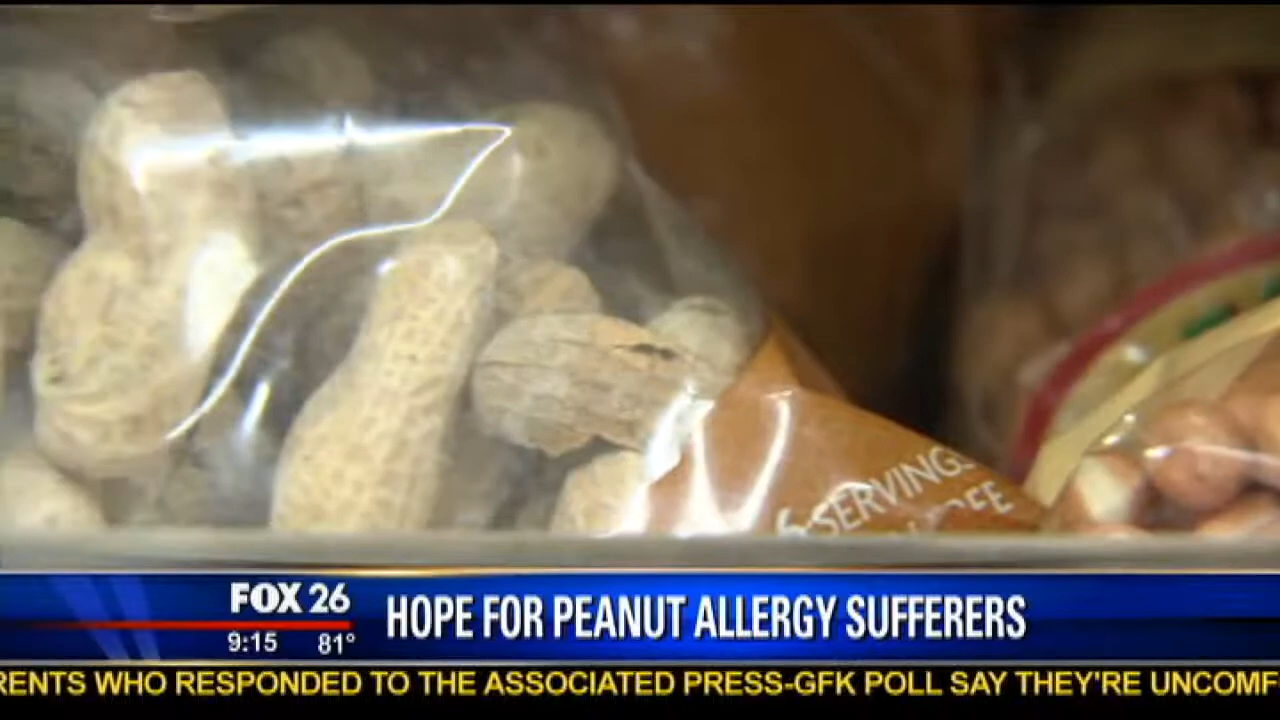 6 SERVINGS
FOX 26
9:15 81°
HOPE FOR PEANUT ALLERGY SUFFERERS
RENTS WHO RESPONDED TO THE ASSOCIATED PRESS-GFK POLL SAY THEY'RE UNCOMF